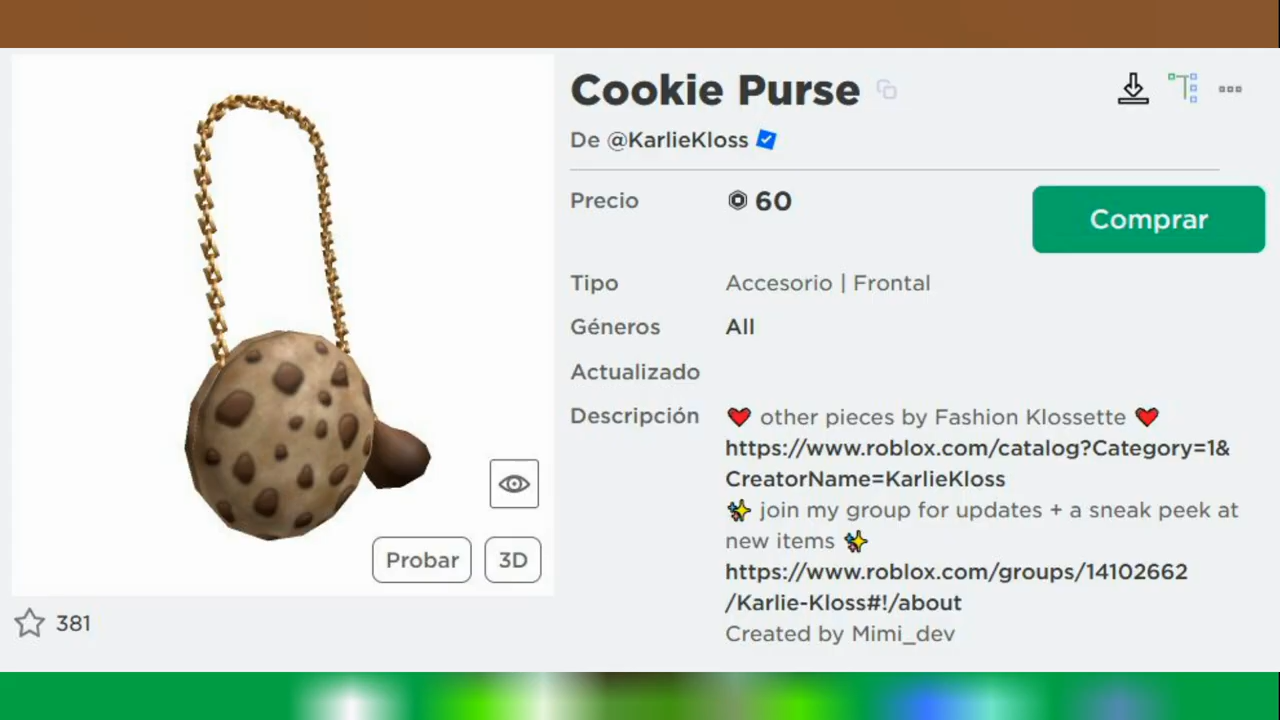 Cookie Purse
De @KarlieKloss
Precio 60
Comprar
Tipo Accesorio | Frontal
Géneros All
Actualizado
Descripción ❤️ other pieces by Fashion Klossette ❤️
https://www.roblox.com/catalog?Category=1&
CreatorName=KarlieKloss
✨ join my group for updates + a sneak peek at
new items ✨
https://www.roblox.com/groups/14102662
/Karlie-Kloss#!/about
Created by Mimi_dev
Probar 3D
381